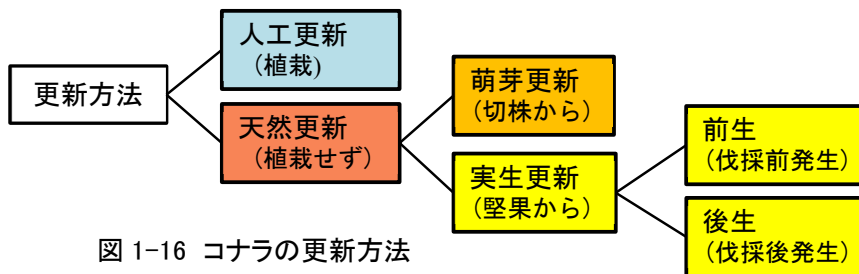 更新方法
人工更新
(植栽)
天然更新
(植栽せず)
萌芽更新
(切株から)
実生更新
(堅果から)
前生
(伐採前発生)
後生
(伐採後発生)
図 1-16 コナラの更新方法